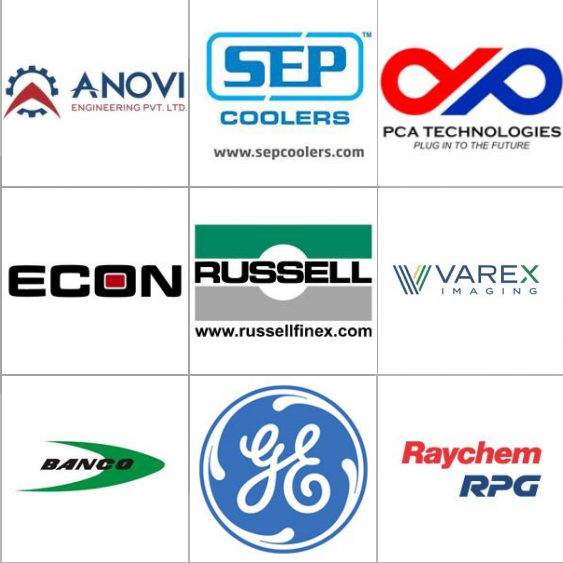 ANOVI
ENGINEERING PVT. LTD.
SEP™
COOLERS
www.sepcoolers.com
PCA TECHNOLOGIES
PLUG IN TO THE FUTURE
ECON
RUSSELL
www.russellfinex.com
VAREX
IMAGING
BANCO
GE
Raychem
RPG